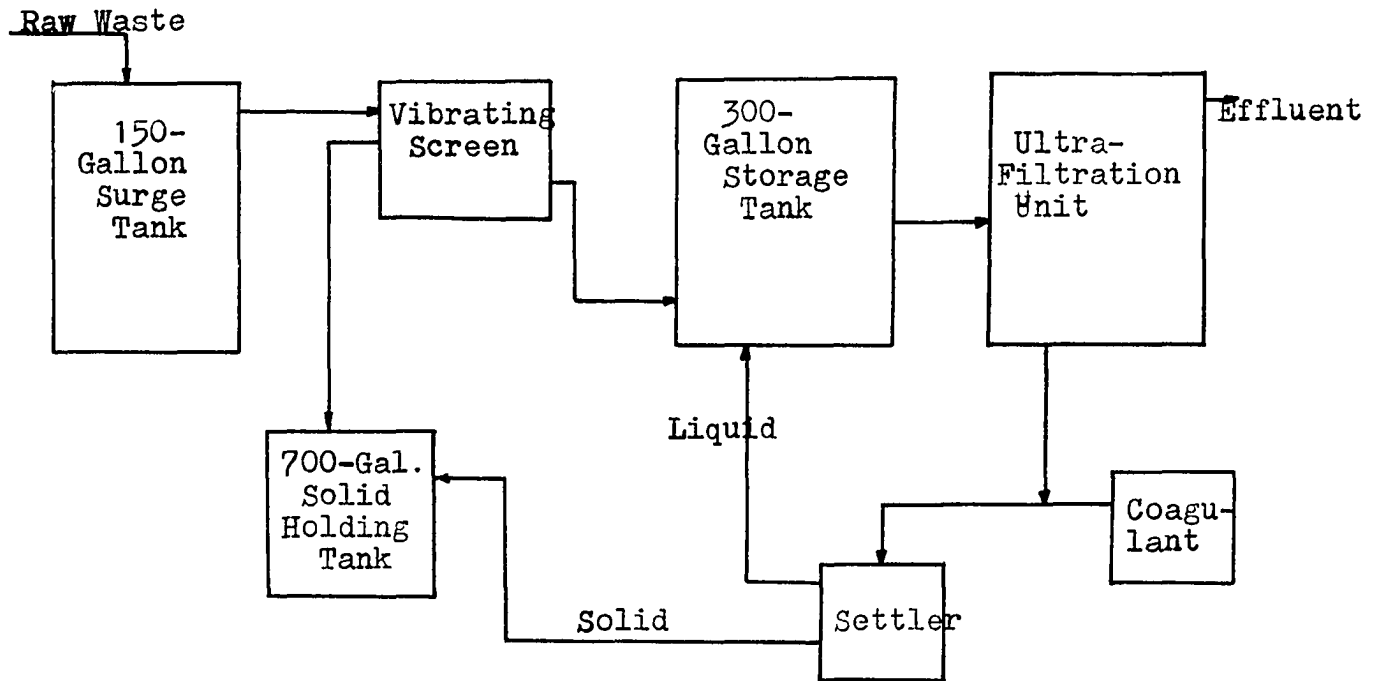 Raw Waste
150-
Gallon
Surge
Tank
Vibrating
Screen
300-
Gallon
Storage
Tank
Ultra-
Filtration
Unit
Effluent
700-Gal.
Solid
Holding
Tank
Liquid
Solid
Settler
Coagu-
lant